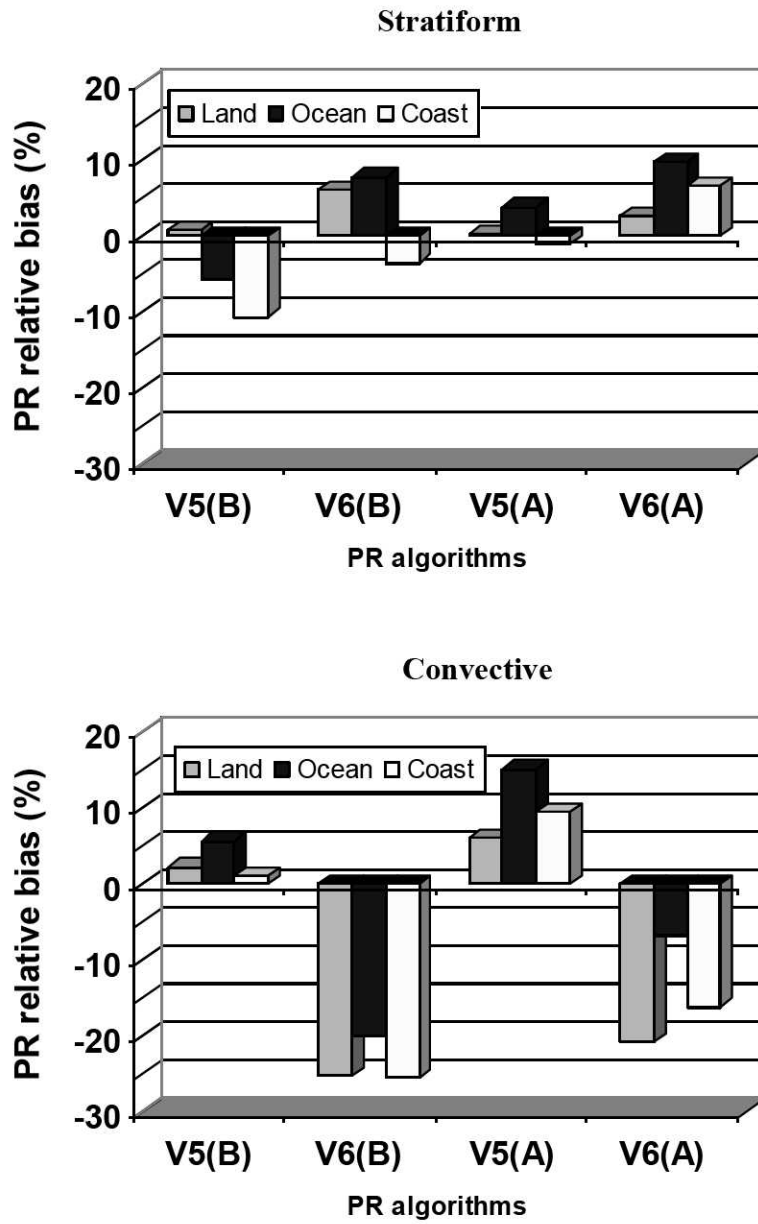 Stratiform
PR relative bias (%)
20
10
0
-10
-20
-30
Land Ocean Coast
V5(B) V6(B) V5(A) V6(A)
PR algorithms
Convective
PR relative bias (%)
20
10
0
-10
-20
-30
Land Ocean Coast
V5(B) V6(B) V5(A) V6(A)
PR algorithms